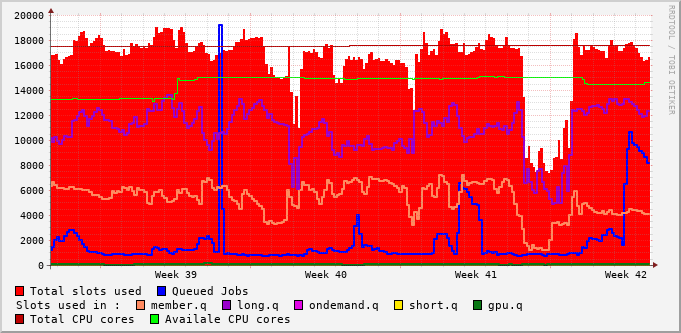 20000
18000
16000
14000
12000
10000
8000
6000
4000
2000
0
Week 39 Week 40 Week 41 Week 42
RRDTOOL / TOBI OETIKER
Total slots used Queued Jobs
Slots used in : member.q long.q ondemand.q short.q gpu.q
Total CPU cores Availale CPU cores